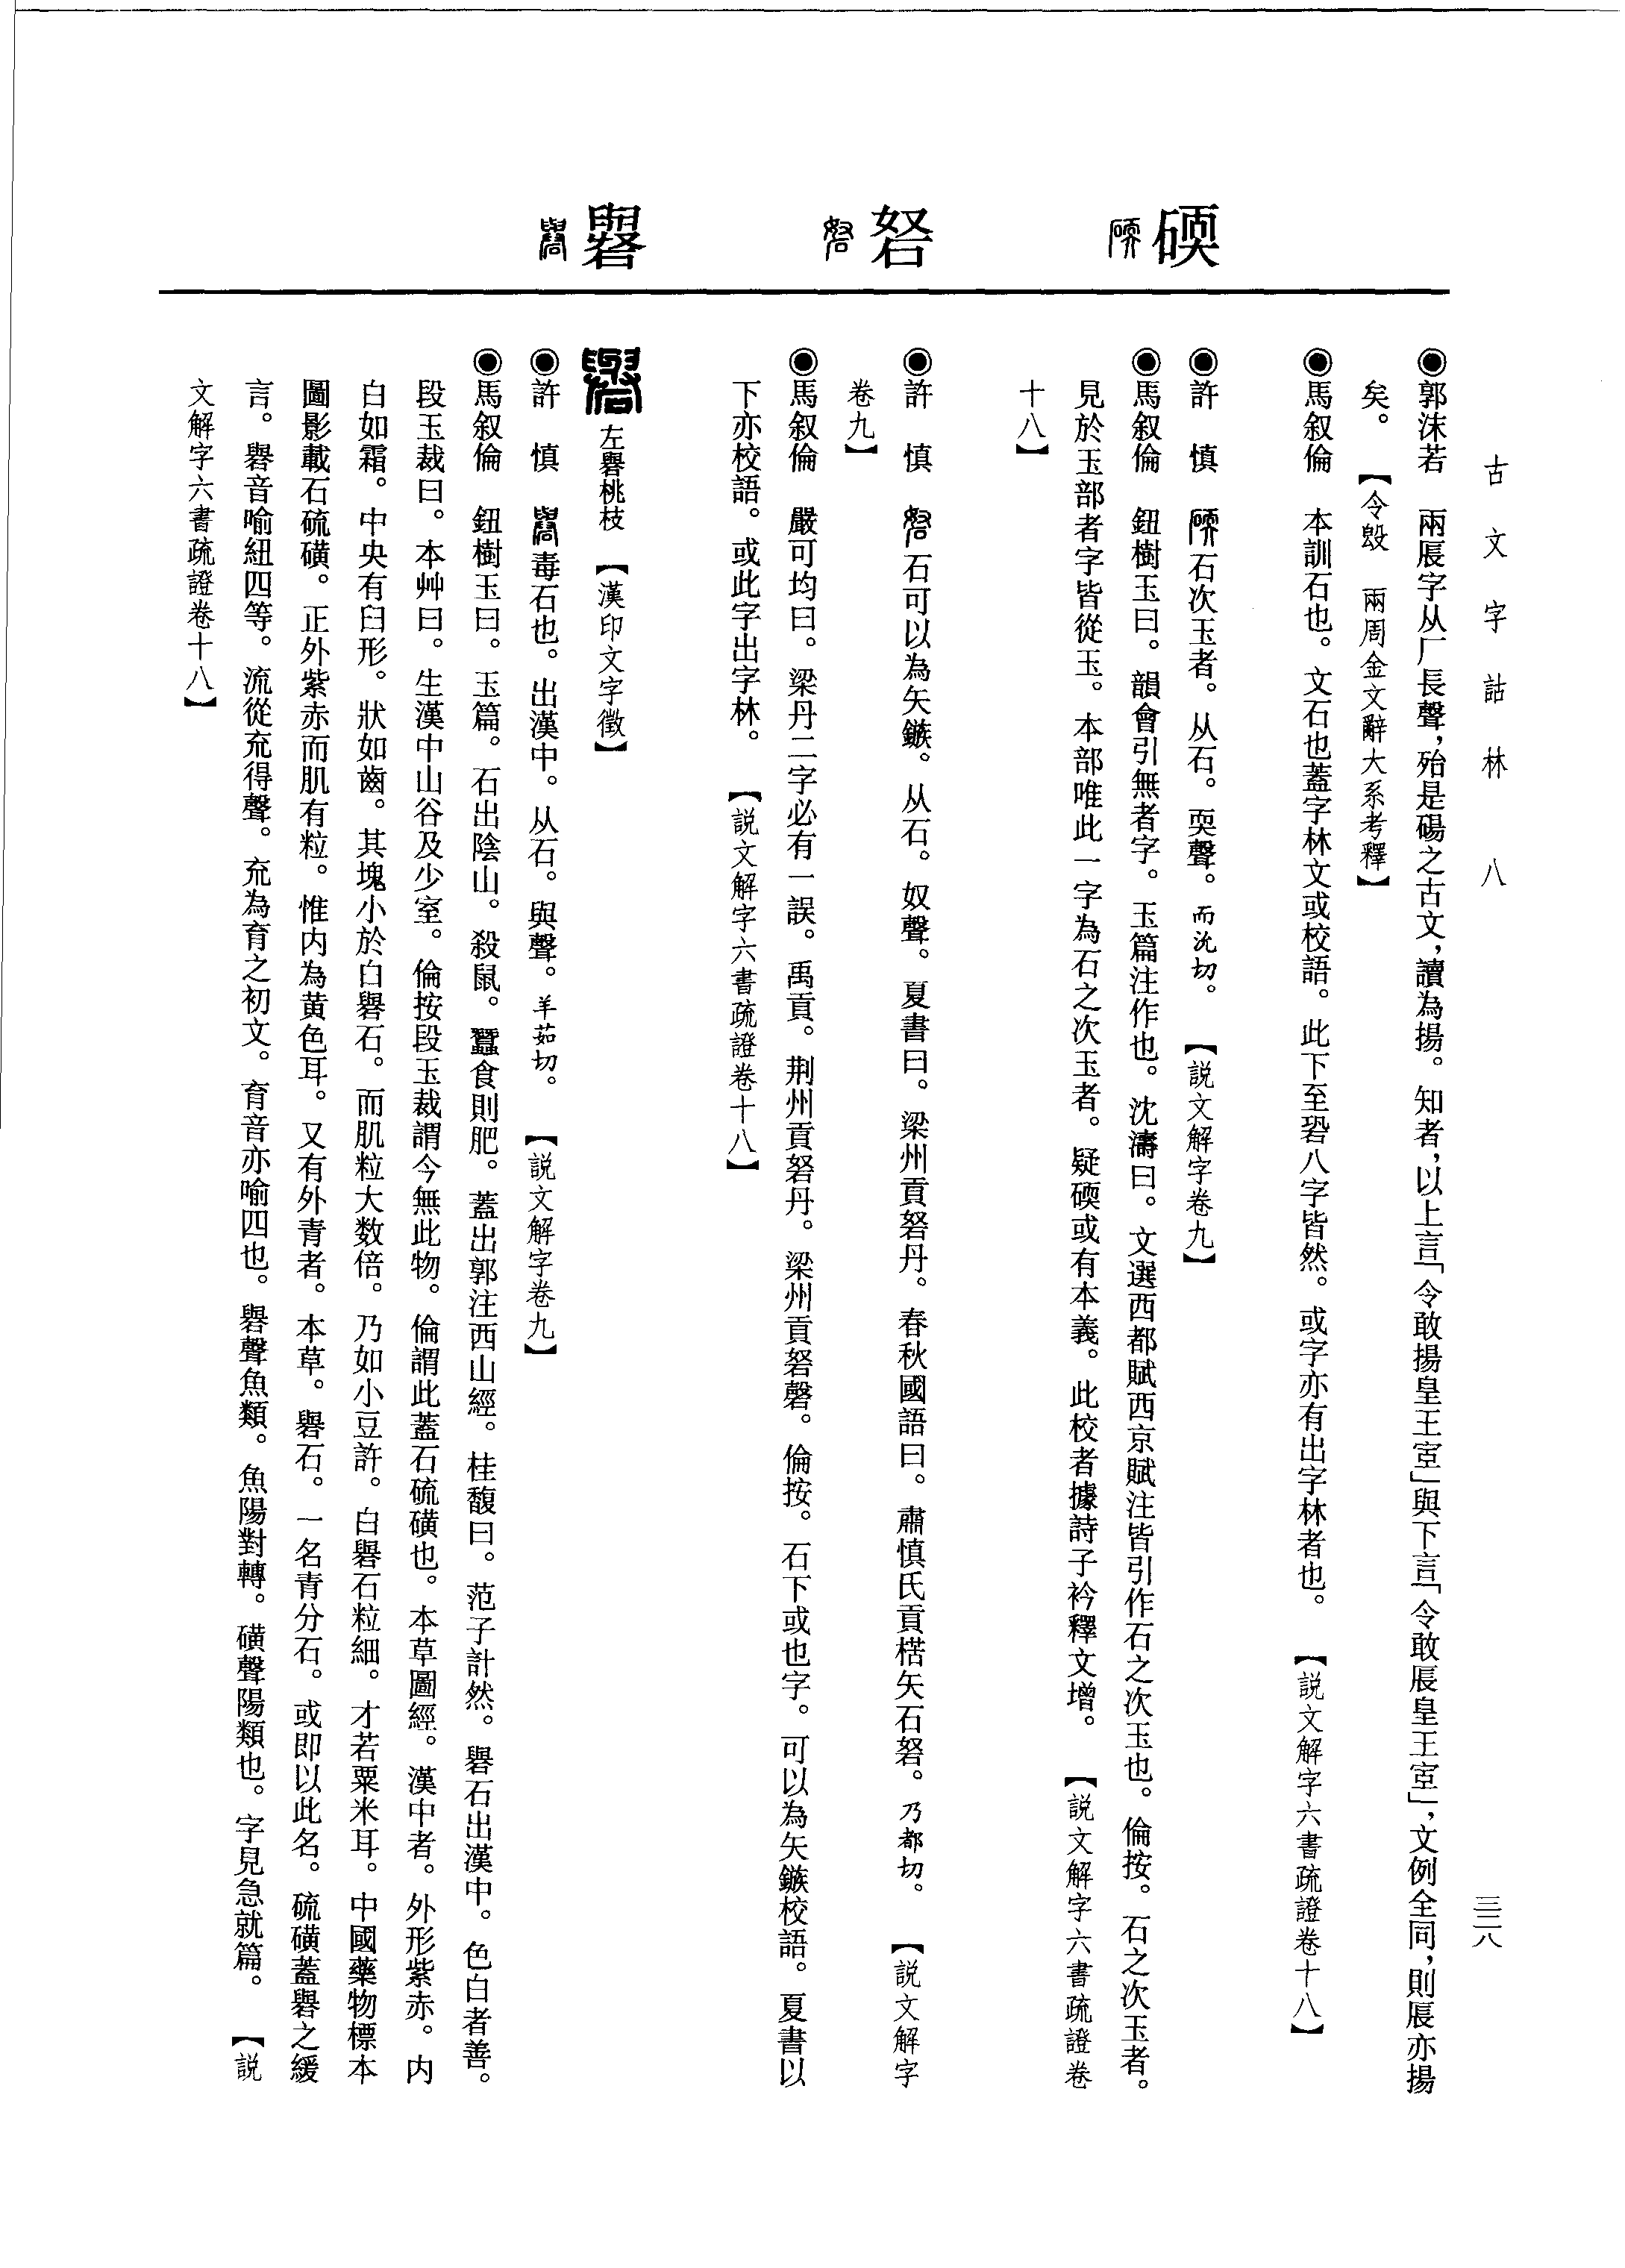 古文字詁林　八
三二八
碝
砮
礜
◉郭沫若　兩㡿字从厂長聲，殆是碭之古文，讀為揚。知者，以上言「令敢揚皇王室」與下言「令敢㡿皇王室」，文例全同，則㡿亦揚
矣。【令𣪘　兩周金文辭大系考釋】
◉馬叙倫　本訓石也。文石也蓋字林文或校語。此下至硞八字皆然。或字亦有出字林者也。【説文解字六書疏證卷十八】
◉許　慎　石次玉者。从石。耎聲。而沇切。【説文解字卷九】
◉馬叙倫　鈕樹玉曰。韻會引無者字。玉篇注作也。沈濤曰。文選西都賦西京賦注皆引作石之次玉也。倫按。石之次玉者。
見於玉部者字皆從玉。本部唯此一字為石之次玉者。疑碝或有本義。此校者據詩子衿釋文增。【説文解字六書疏證卷
十八】
◉許　慎　石可以為矢鏃。从石。奴聲。夏書曰。梁州貢砮丹。春秋國語曰。肅慎氏貢楛矢石砮。乃都切。【説文解字
卷九】
◉馬叙倫　嚴可均曰。梁丹二字必有一誤。禹貢。荆州貢砮丹。梁州貢砮磬。倫按。石下或也字。可以為矢鏃校語。夏書以
下亦校語。或此字出字林。【説文解字六書疏證卷十八】
左礜桃枝【漢印文字徵】
◉許　慎　毒石也。出漢中。从石。與聲。羊茹切。【説文解字卷九】
◉馬叙倫　鈕樹玉曰。玉篇。石出陰山。殺鼠。蠶食則肥。蓋出郭注西山經。桂馥曰。范子計然。礜石出漢中。色白者善。
段玉裁曰。本艸曰。生漢中山谷及少室。倫按段玉裁謂今無此物。倫謂此蓋石硫磺也。本草圖經。漢中者。外形紫赤。内
白如霜。中央有臼形。狀如齒。其塊小於白礜石。而肌粒大数倍。乃如小豆許。白礜石粒細。才若粟米耳。中國藥物標本
圖影載石硫磺。正外紫赤而肌有粒。惟内為黄色耳。又有外青者。本草。礜石。一名青分石。或即以此名。硫磺蓋礜之緩
言。礜音喻紐四等。流從充得聲。充為育之初文。育音亦喻四也。礜聲魚類。魚陽對轉。磺聲陽類也。字見急就篇。【説
文解字六書疏證卷十八】